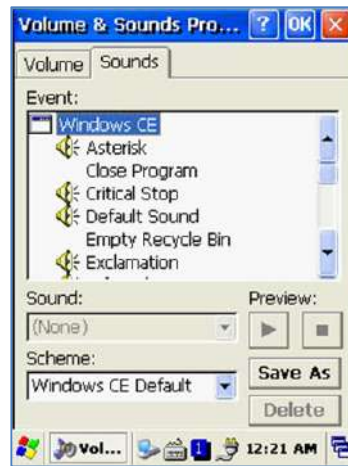 Volume & Sounds Pro... ? OK ×
Volume Sounds
Event:
Windows CE
Asterisk
Close Program
Critical Stop
Default Sound
Empty Recycle Bin
Exclamation
Sound: Preview:
(None)
Scheme:
Windows CE Default
Save As
Delete
Vol... 1 12:21 AM